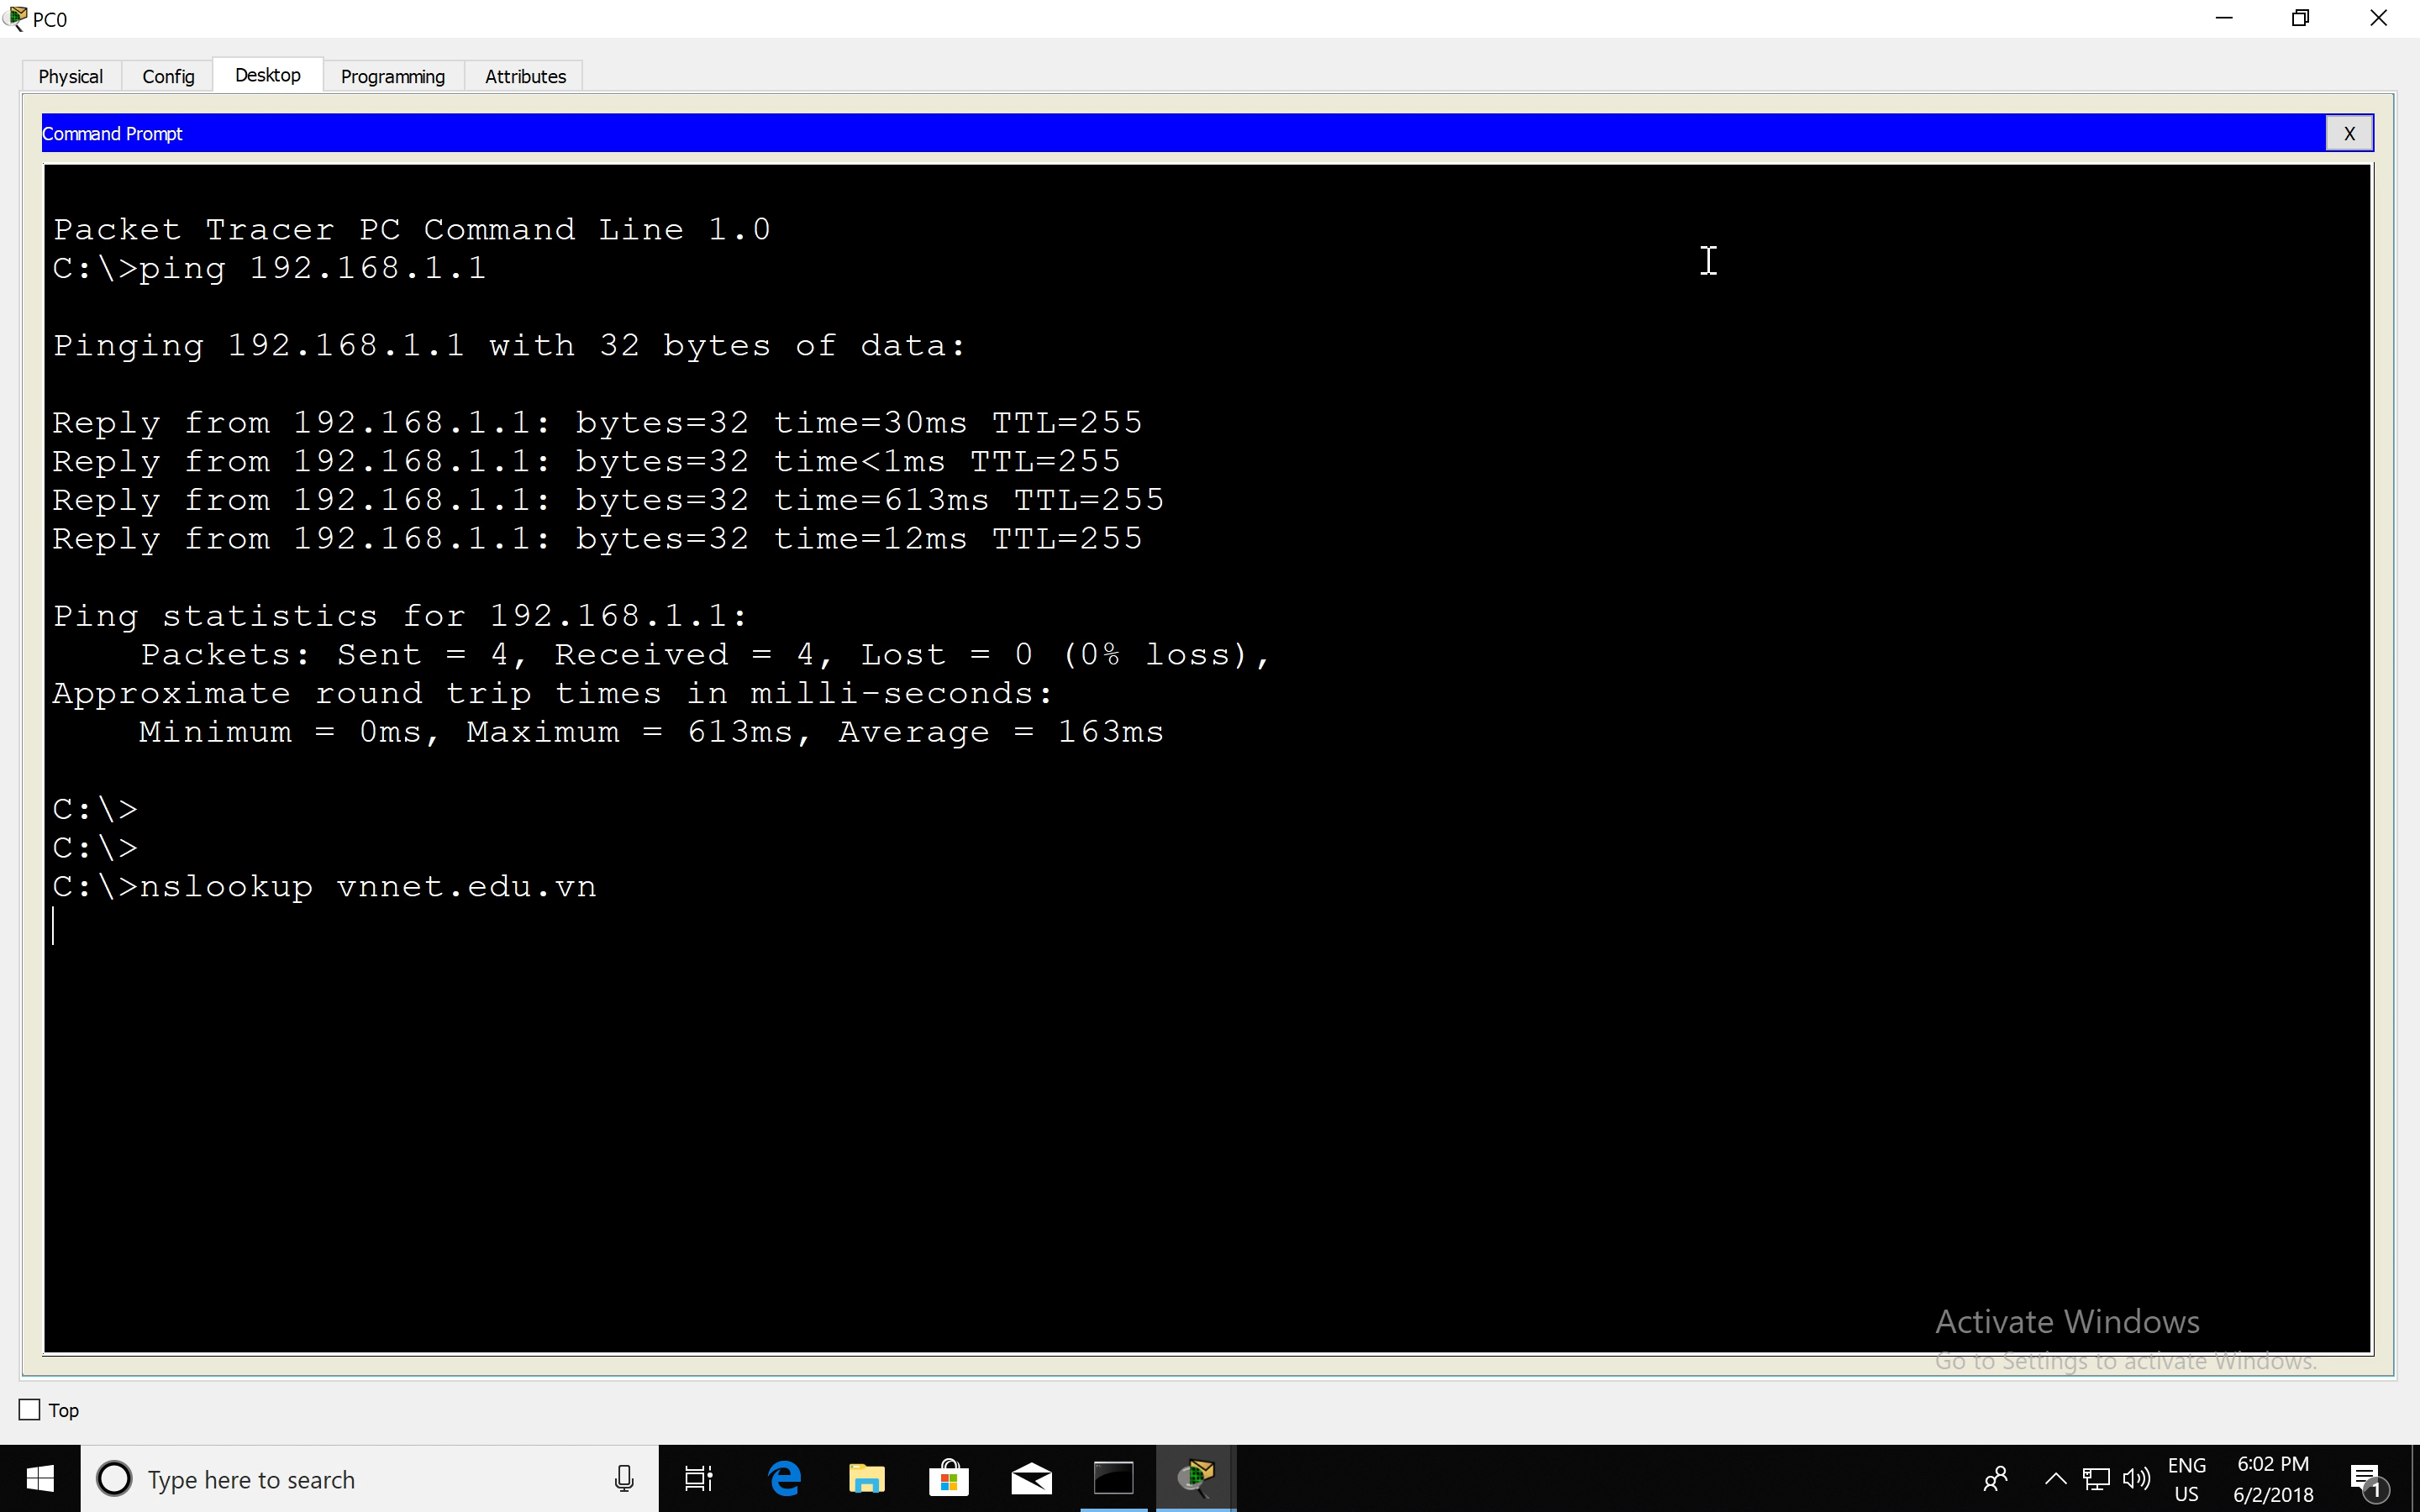 PC0
Physical Config Desktop Programming Attributes
Command Prompt X
Packet Tracer PC Command Line 1.0
C:\>ping 192.168.1.1
Pinging 192.168.1.1 with 32 bytes of data:
Reply from 192.168.1.1: bytes=32 time=30ms TTL=255
Reply from 192.168.1.1: bytes=32 time<1ms TTL=255
Reply from 192.168.1.1: bytes=32 time=613ms TTL=255
Reply from 192.168.1.1: bytes=32 time=12ms TTL=255
Ping statistics for 192.168.1.1:
Packets: Sent = 4, Received = 4, Lost = 0 (0% loss),
Approximate round trip times in milli-seconds:
Minimum = 0ms, Maximum = 613ms, Average = 163ms
C:\>
C:\>
C:\>nslookup vnnet.edu.vn
Activate Windows
Go to Settings to activate Windows.
Top
Type here to search
ENG
US
6:02 PM
6/2/2018
1